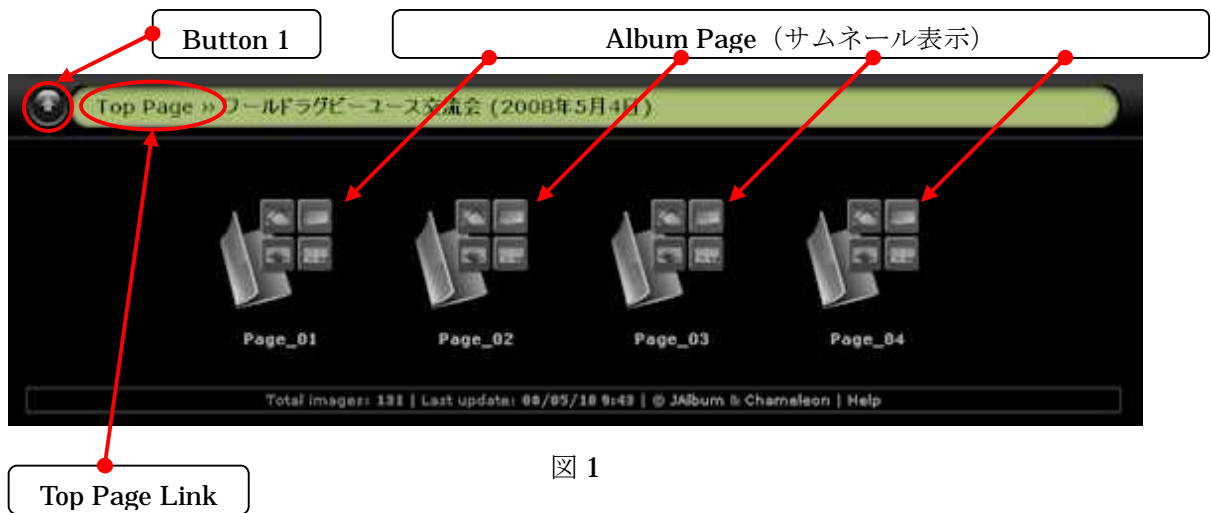 Button 1
Album Page（サムネール表示）
Top Page » ワールドラグビーユース交流会 (2008年5月4日)
Page_01
Page_02
Page_03
Page_04
Total images: 131 | Last update: 08/05/18 9:43 | © JAlbum & Chameleon | Help
図 1
Top Page Link